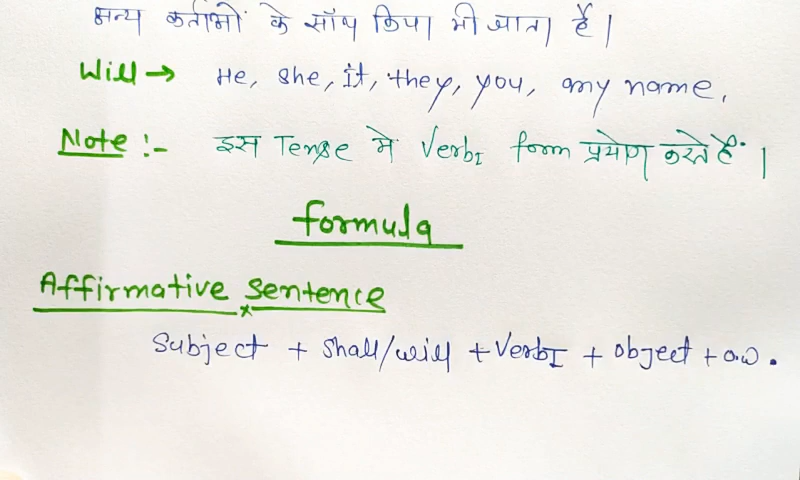 अन्य कर्ताओं के साथ किया भी जाता है।
Will → He, she, it, they, you, any name.
Note :- इस Tense में VerbI form प्रयोग करते हैं।
formula
Affirmative sentence
Subject + shall/will + VerbI + object + o.w.